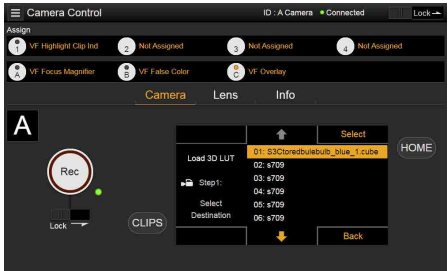 Camera Control
ID : A Camera
Connected
Lock
Assign
1 VF Highlight Clip Ind
2 Not Assigned
3 Not Assigned
4 Not Assigned
A VF Focus Magnifier
B VF False Color
C VF Overlay
Camera Lens Info
A
Rec
Lock
CLIPS
Load 3D LUT
Step1:
Select
Destination
Select
01: S3Ctoredbulebulb_blue_1.cube
02: s709
03: s709
04: s709
05: s709
06: s709
Back
HOME